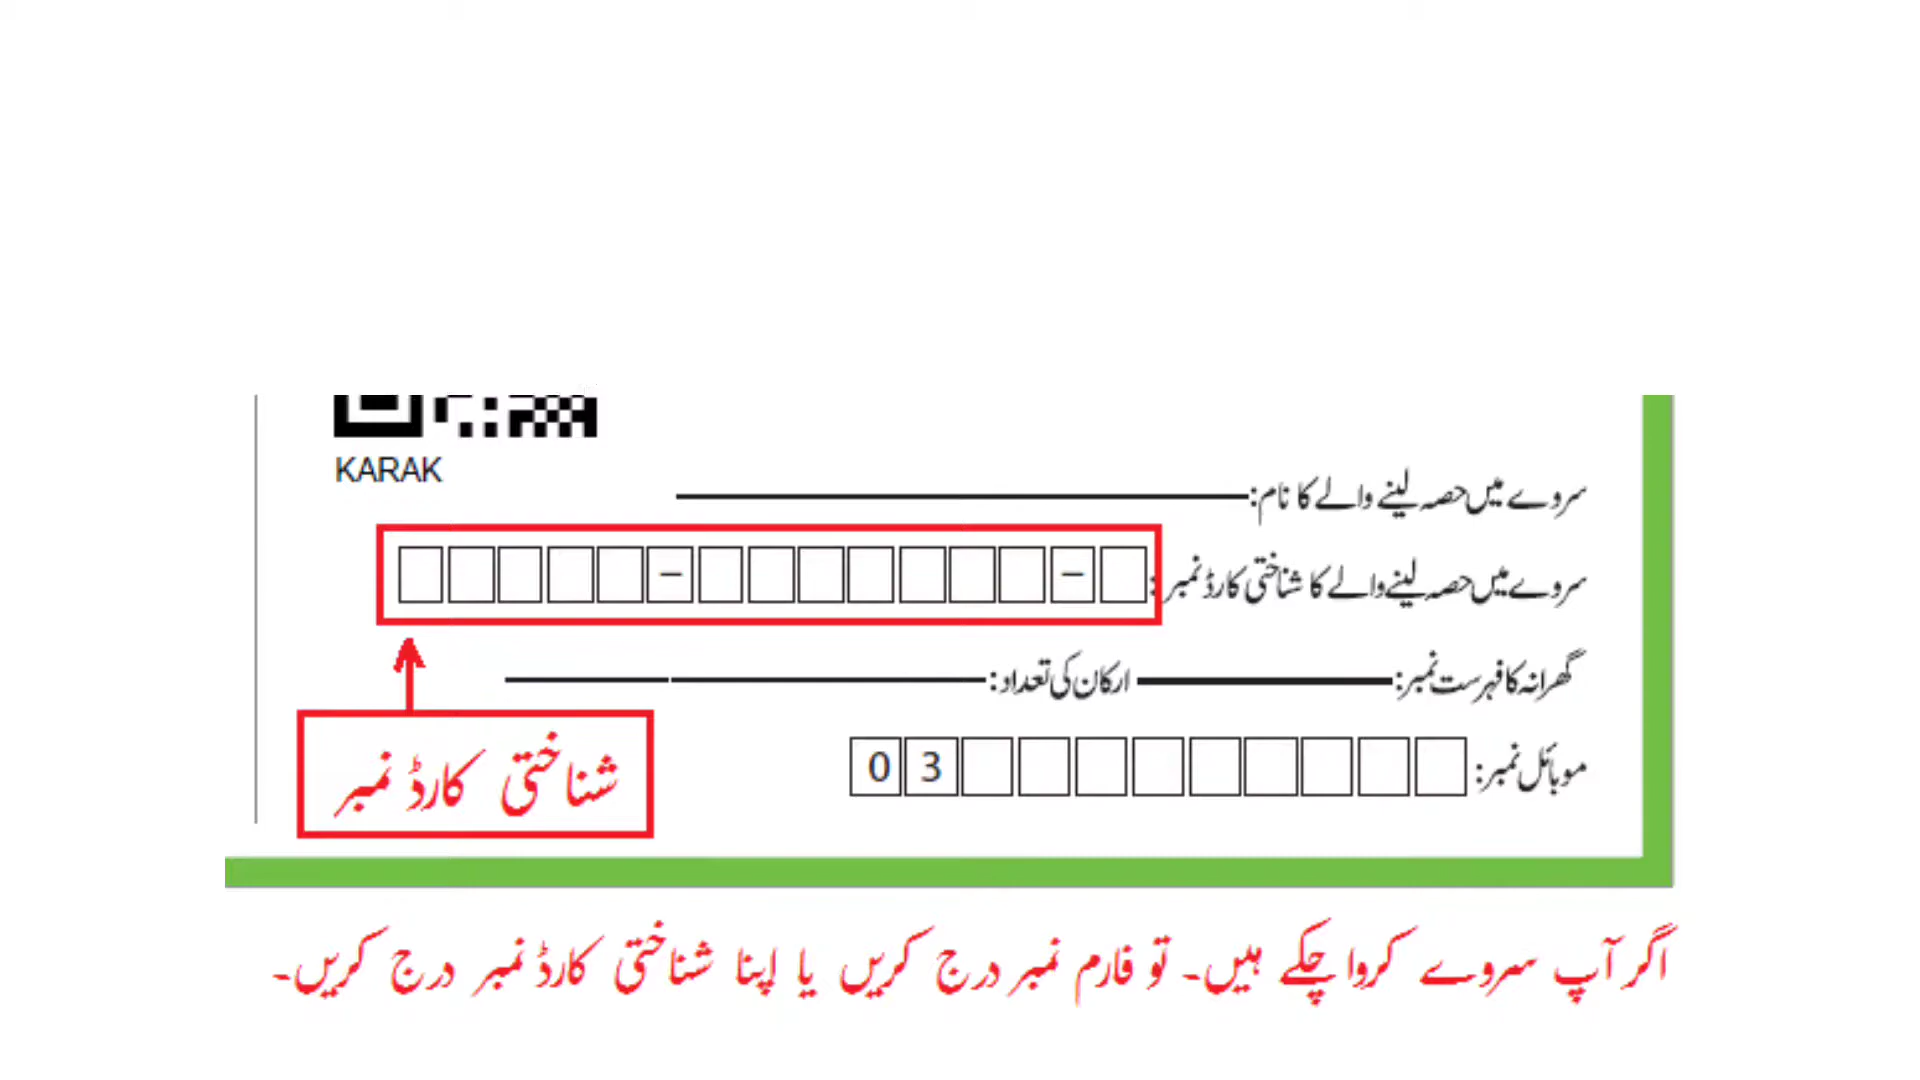 KARAK
سروے میں حصہ لینے والے کا نام:
سروے میں حصہ لینے والے کا شناختی کارڈ نمبر:
– –
گھرانہ کا فہرست نمبر: ارکان کی تعداد:
موبائل نمبر: 03
شناختی کارڈ نمبر
اگر آپ سروے کروا چکے ہیں۔ تو فارم نمبر درج کریں یا اپنا شناختی کارڈ نمبر درج کریں۔